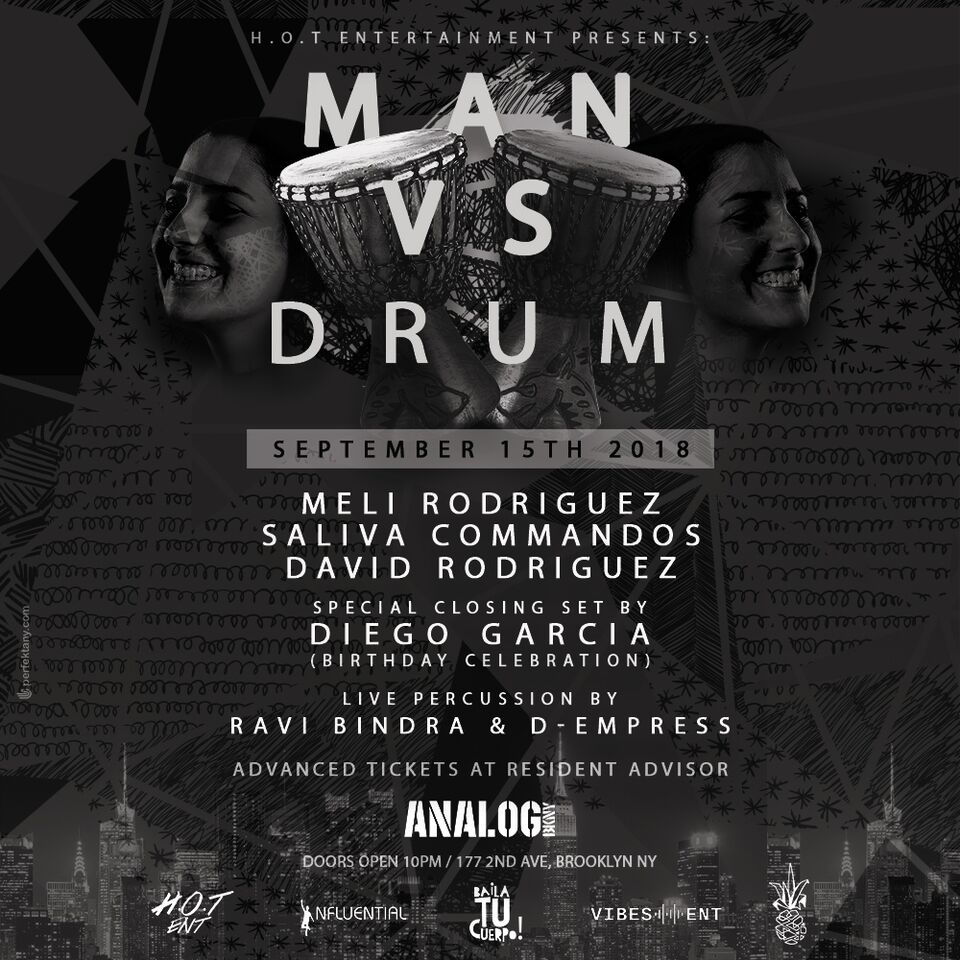 H.O.T ENTERTAINMENT PRESENTS:
MAN
VS
DRUM
SEPTEMBER 15TH 2018
MELI RODRIGUEZ
SALIVA COMMANDOS
DAVID RODRIGUEZ
SPECIAL CLOSING SET BY
DIEGO GARCIA
(BIRTHDAY CELEBRATION)
LIVE PERCUSSION BY
RAVI BINDRA & D-EMPRESS
ADVANCED TICKETS AT RESIDENT ADVISOR
ANALOG BKNY
DOORS OPEN 10PM / 177 2ND AVE, BROOKLYN NY
H.O.T
ENT
NFLUENTIAL
BAILA
TU
CUERPO!
VIBES ENT
perfektany.com